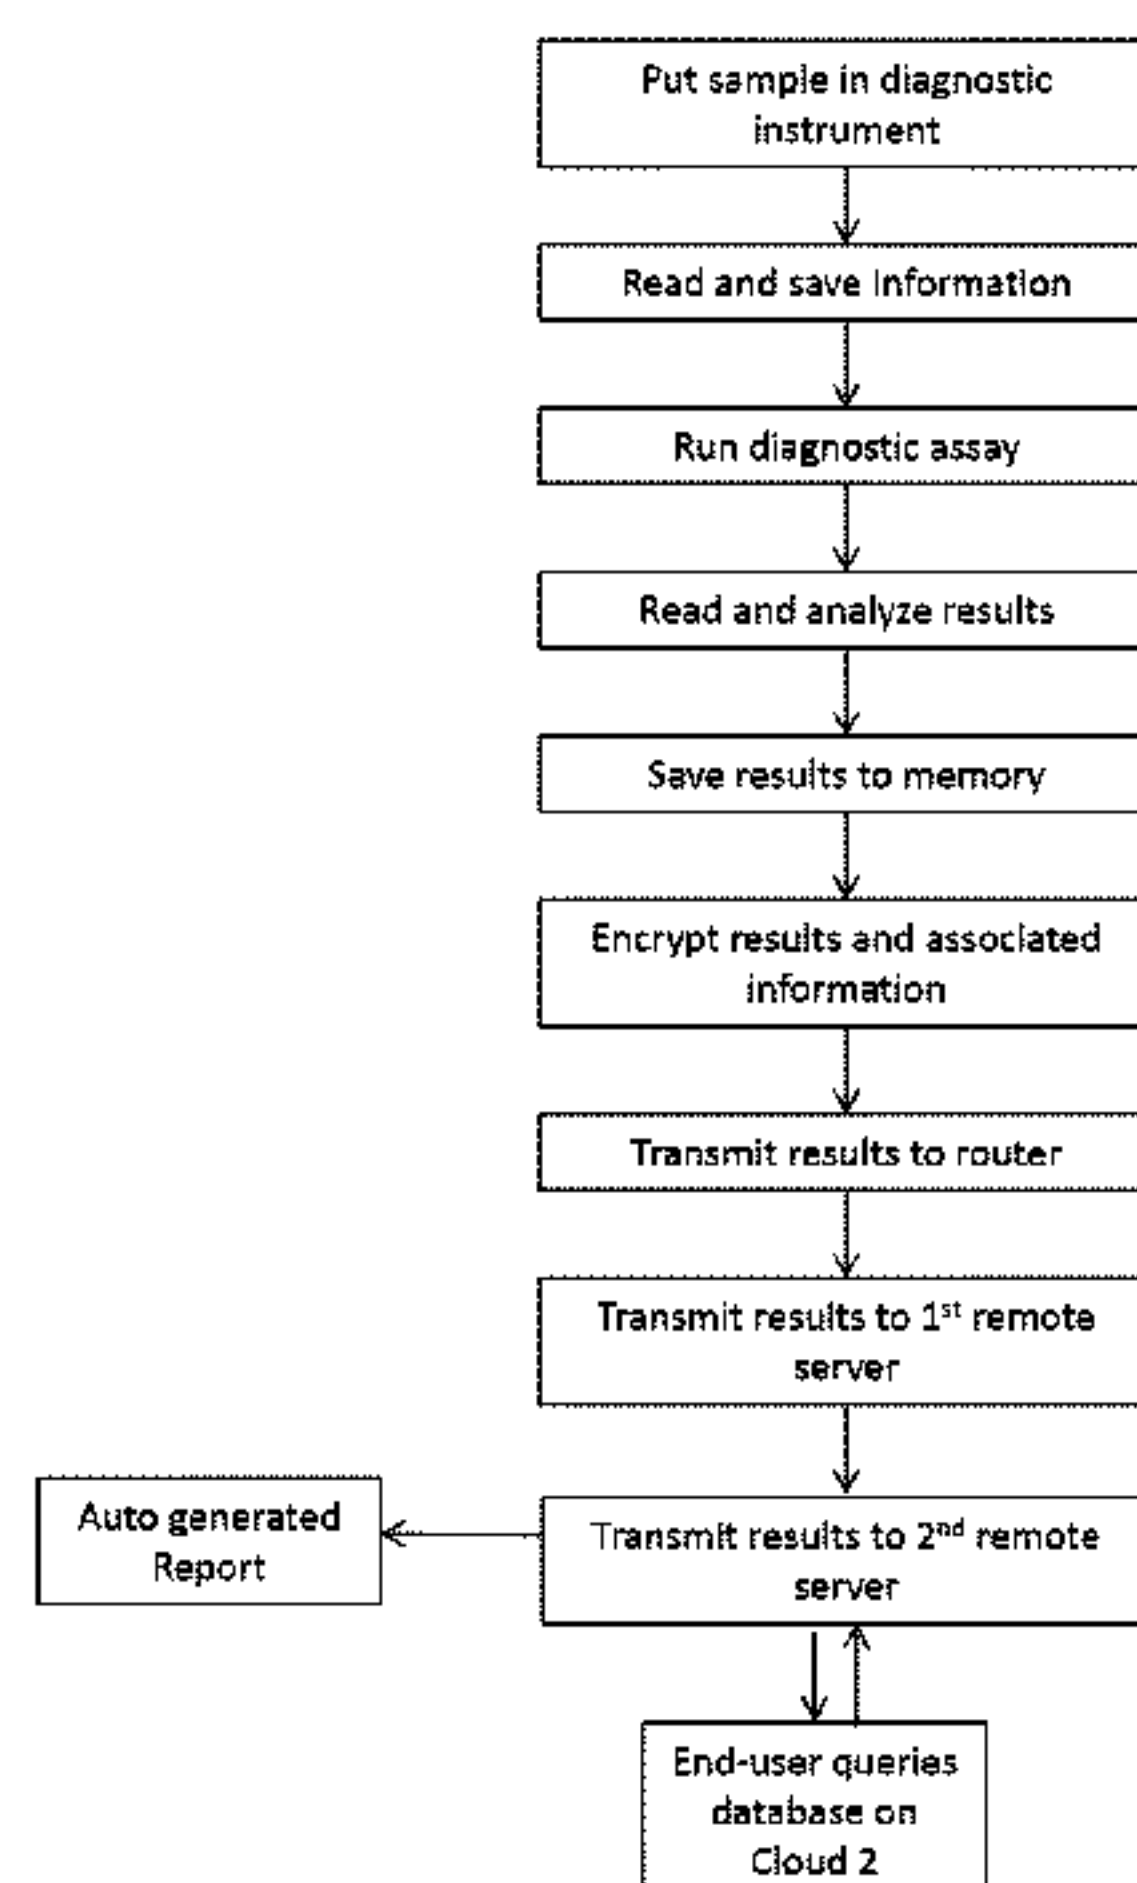 Put sample in diagnostic
instrument
Read and save Information
Run diagnostic assay
Read and analyze results
Save results to memory
Encrypt results and associated
information
Transmit results to router
Transmit results to 1st remote
server
Auto generated
Report
Transmit results to 2nd remote
server
End-user queries
database on
Cloud 2